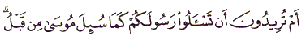 أَمْ تُرِيدُونَ أَن تَسْـَٔلُوا۟ رَسُولَكُمْ كَمَا سُئِلَ مُوسَىٰ مِن قَبْلُ ۗ